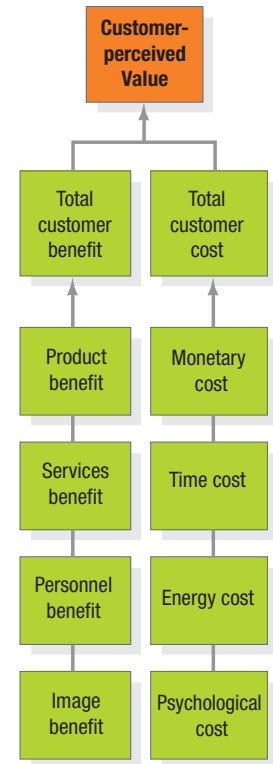 Customer-
perceived
Value
Total
customer
benefit
Total
customer
cost
Product
benefit
Monetary
cost
Services
benefit
Time cost
Personnel
benefit
Energy cost
Image
benefit
Psychological
cost